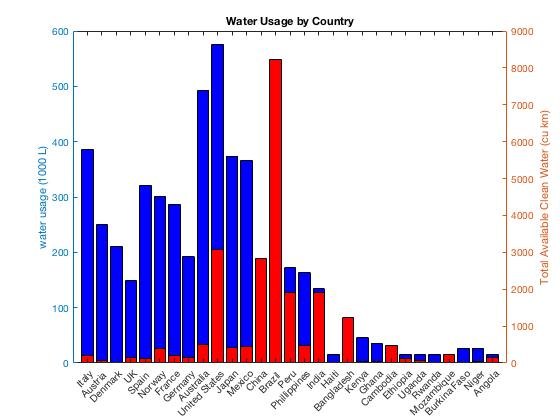 Water Usage by Country
water usage (1000 L)
600
500
400
300
200
100
0
Total Available Clean Water (cu km)
9000
8000
7000
6000
5000
4000
3000
2000
1000
0
Italy
Austria
Denmark
UK
Spain
Norway
France
Germany
Australia
United States
Japan
Mexico
China
Brazil
Peru
Phillippines
India
Haiti
Bangladesh
Kenya
Ghana
Cambodia
Ethiopia
Uganda
Rwanda
Mozambique
Burkina Faso
Niger
Angola